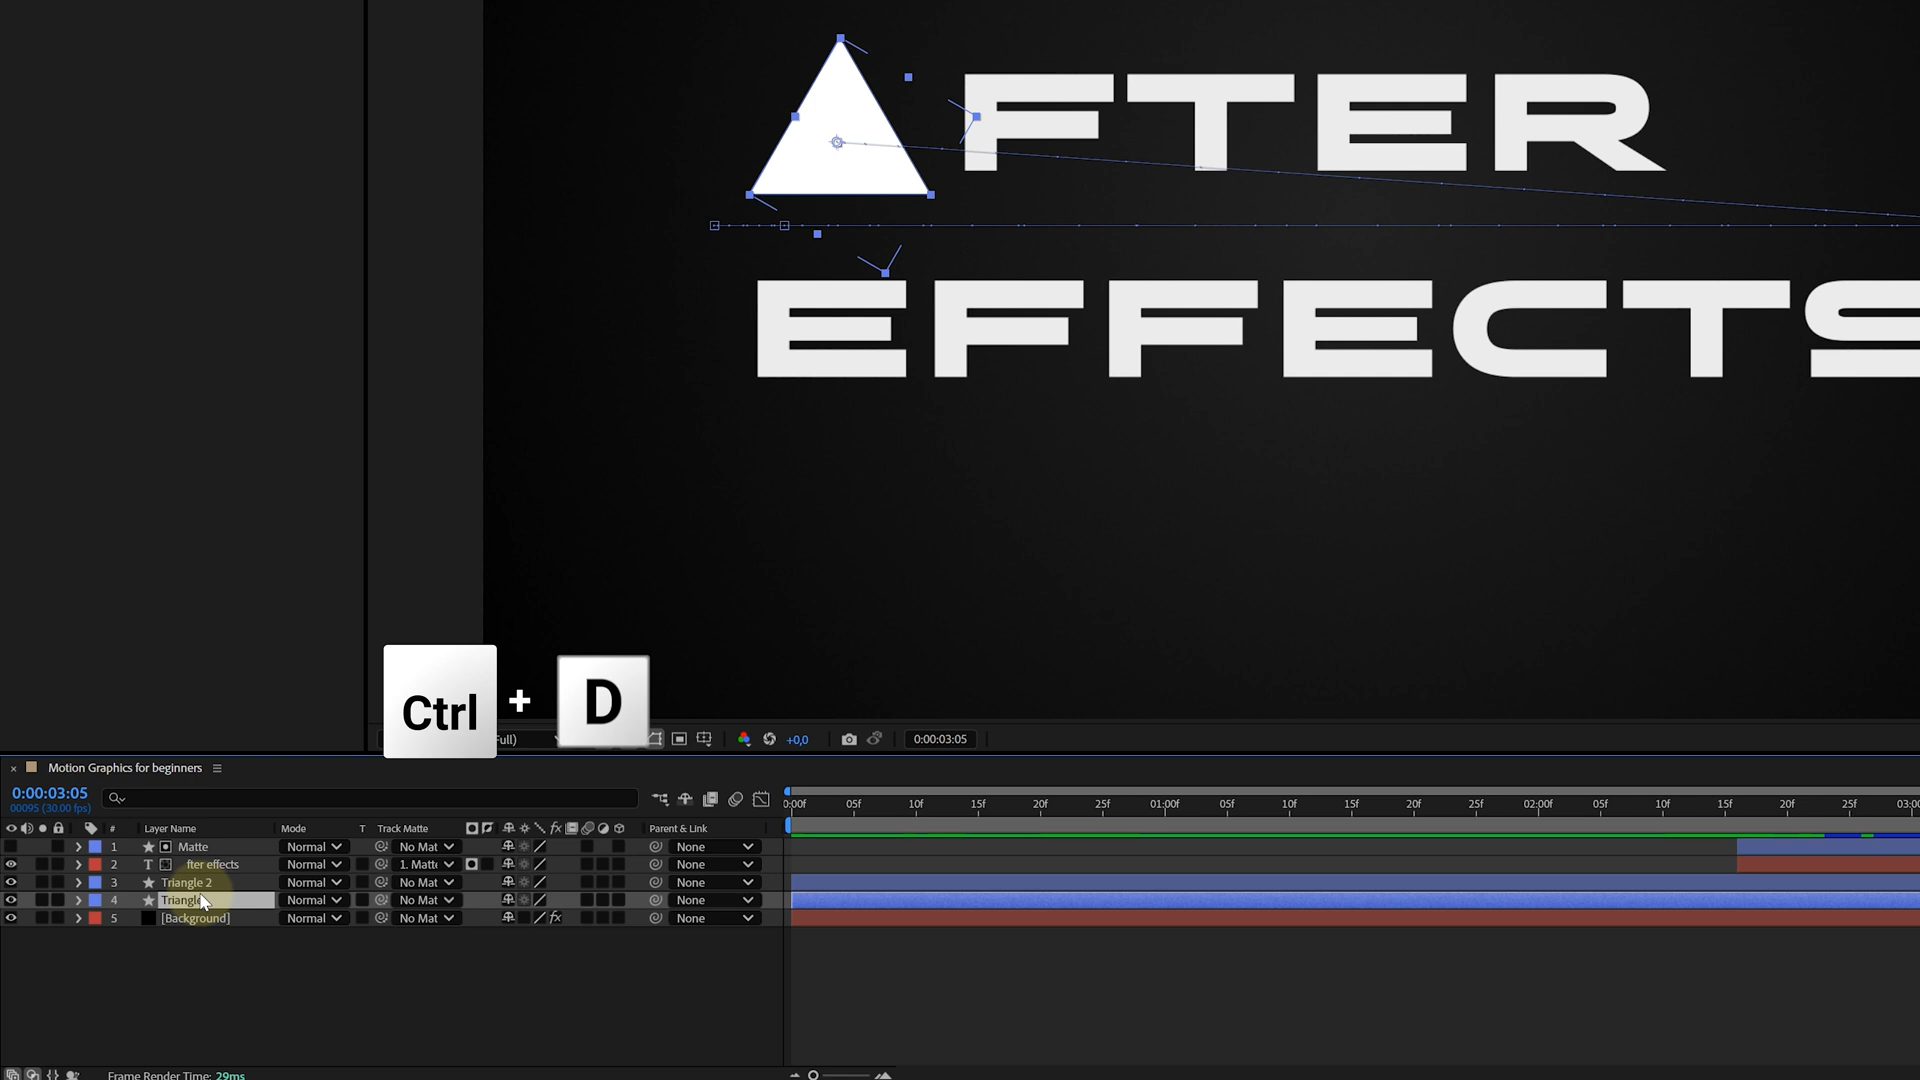 FTER
EFFECTS
Ctrl + D
ull)
+0,0
0:00:03:05
Motion Graphics for beginners
0:00:03:05
00095 (30.00 fps)
0:00f 05f 10f 15f 20f 25f 01:00f 05f 10f 15f 20f 25f 02:00f 05f 10f 15f 20f 25f 03:00
# Layer Name Mode T Track Matte fx Parent & Link
1 Matte Normal No Mat None
2 T fter effects Normal 1. Matte None
3 Triangle 2 Normal No Mat None
4 Triangle Normal No Mat None
5 [Background] Normal No Mat fx None
Frame Render Time: 29ms